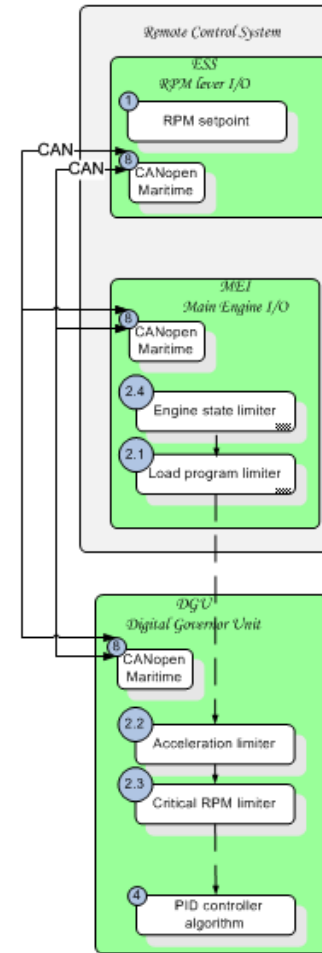 Remote Control System
ESS
RPM lever I/O
1
RPM setpoint
CAN
8
CAN
CANopen
Maritime
MEI
Main Engine I/O
8
CANopen
Maritime
2.4
Engine state limiter
2.1
Load program limiter
DGU
Digital Governor Unit
8
CANopen
Maritime
2.2
Acceleration limiter
2.3
Critical RPM limiter
4
PID controller
algorithm